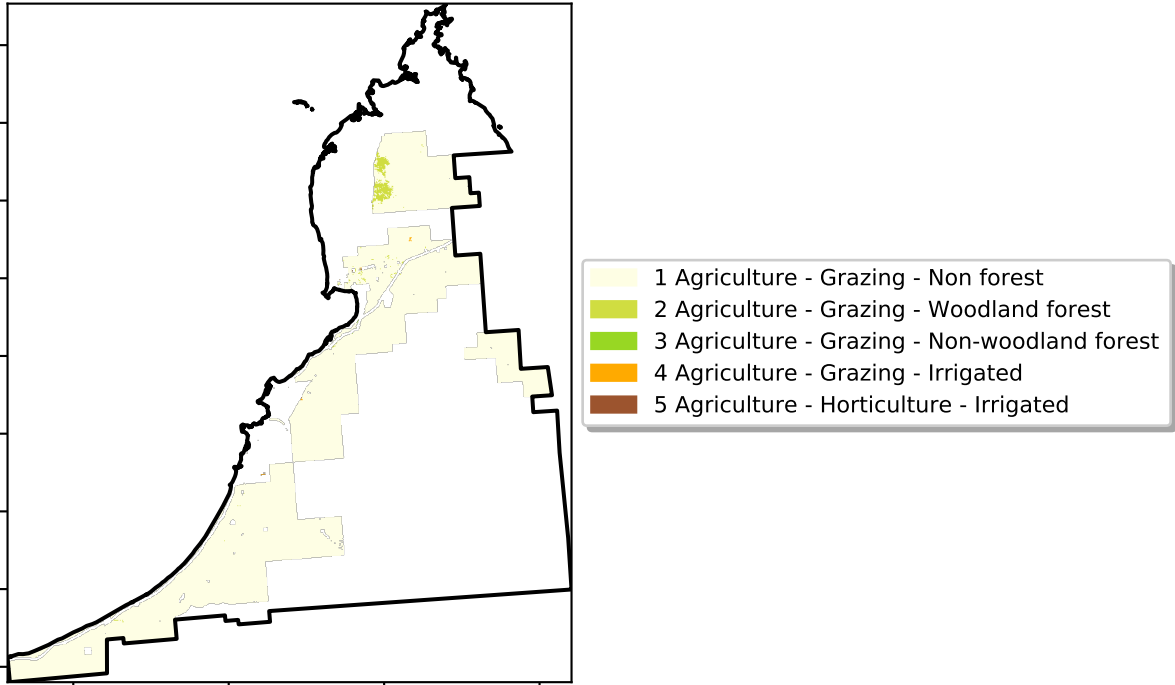 1 Agriculture - Grazing - Non forest
2 Agriculture - Grazing - Woodland forest
3 Agriculture - Grazing - Non-woodland forest
4 Agriculture - Grazing - Irrigated
5 Agriculture - Horticulture - Irrigated